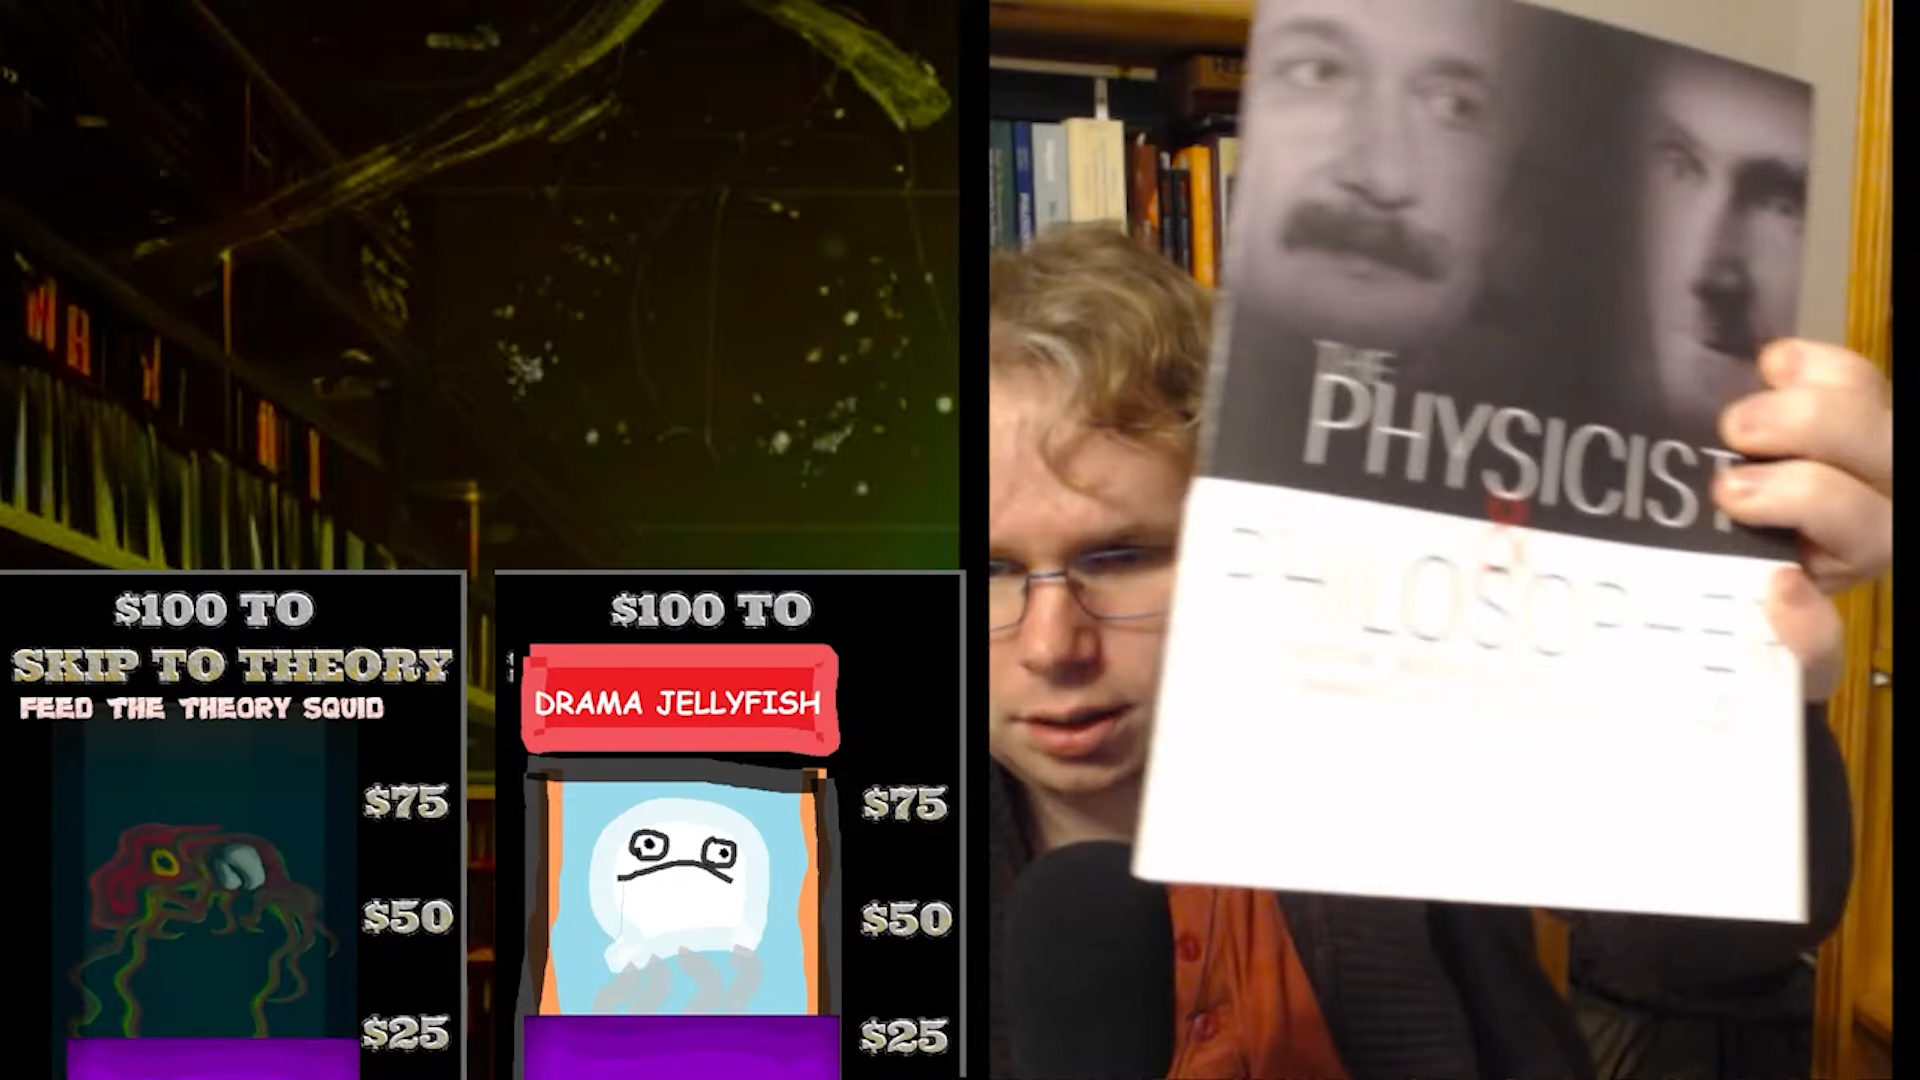 $100 TO
SKIP TO THEORY
FEED THE THEORY SQUID
$75
$50
$25
$100 TO
DRAMA JELLYFISH
$75
$50
$25
THE
PHYSICIST
&
PHILOSOPHER